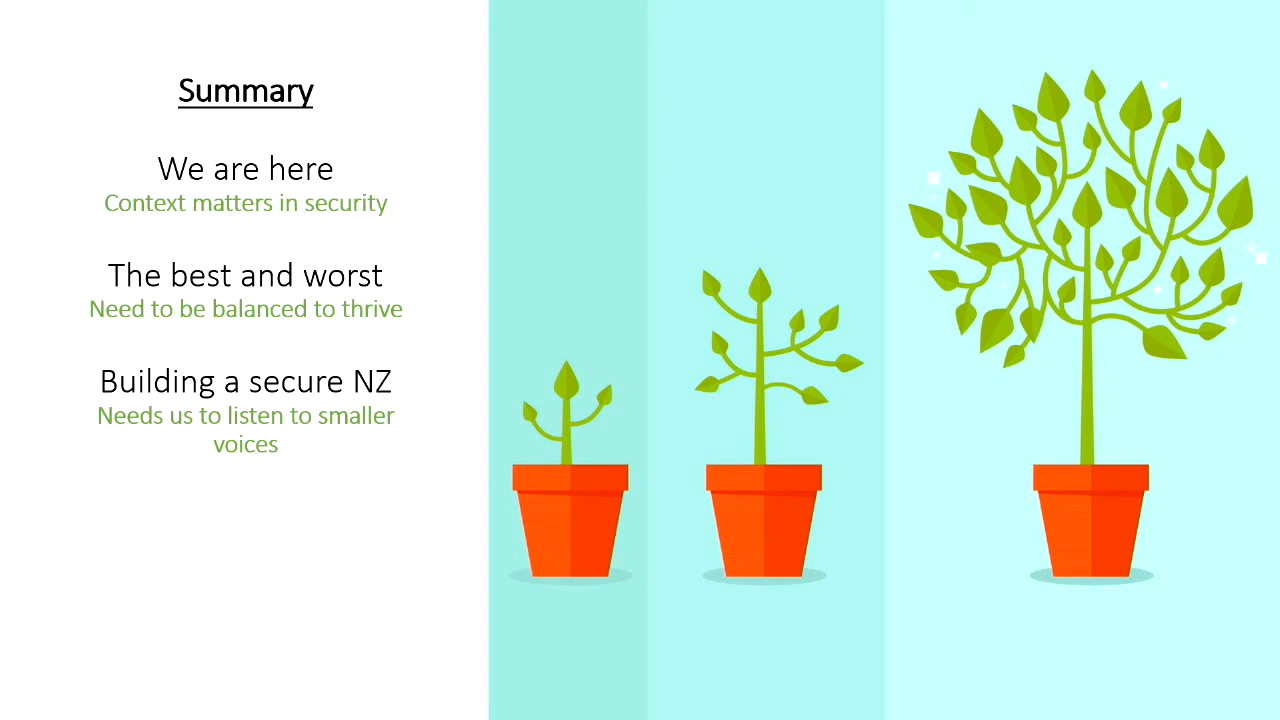 Summary
We are here
Context matters in security
The best and worst
Need to be balanced to thrive
Building a secure NZ
Needs us to listen to smaller
voices